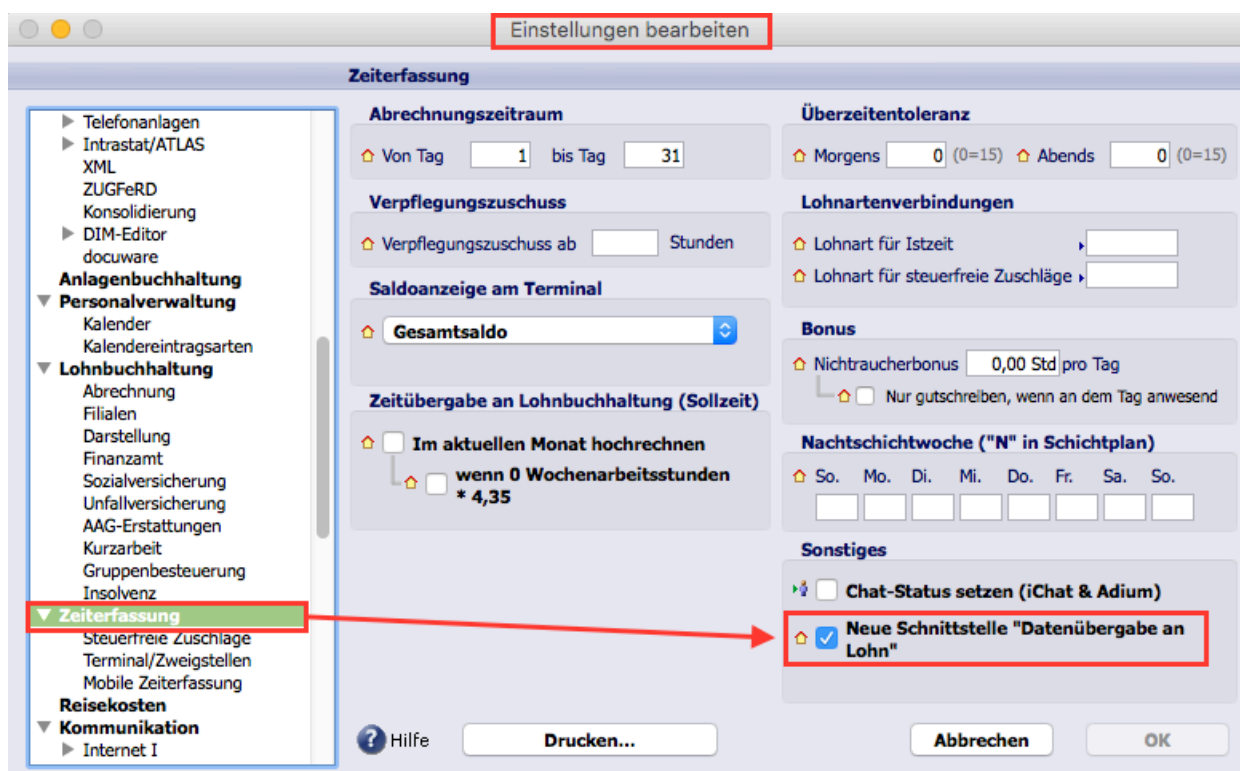 Einstellungen bearbeiten
Zeiterfassung
Telefonanlagen
Intrastat/ATLAS
XML
ZUGFeRD
Konsolidierung
DIM-Editor
docuware
Anlagenbuchhaltung
Personalverwaltung
Kalender
Kalendereintragsarten
Lohnbuchhaltung
Abrechnung
Filialen
Darstellung
Finanzamt
Sozialversicherung
Unfallversicherung
AAG-Erstattungen
Kurzarbeit
Gruppenbesteuerung
Insolvenz
Zeiterfassung
Steuerfreie Zuschläge
Terminal/Zweigstellen
Mobile Zeiterfassung
Reisekosten
Kommunikation
Internet I
Abrechnungszeitraum
Von Tag 1 bis Tag 31
Verpflegungszuschuss
Verpflegungszuschuss ab Stunden
Saldoanzeige am Terminal
Gesamtsaldo
Zeitübergabe an Lohnbuchhaltung (Sollzeit)
Im aktuellen Monat hochrechnen
wenn 0 Wochenarbeitsstunden
* 4,35
Überzeitentoleranz
Morgens 0 (0=15) Abends 0 (0=15)
Lohnartenverbindungen
Lohnart für Istzeit
Lohnart für steuerfreie Zuschläge
Bonus
Nichtraucherbonus 0,00 Std pro Tag
Nur gutschreiben, wenn an dem Tag anwesend
Nachtschichtwoche ("N" in Schichtplan)
So. Mo. Di. Mi. Do. Fr. Sa. So.
Sonstiges
Chat-Status setzen (iChat & Adium)
Neue Schnittstelle "Datenübergabe an
Lohn"
? Hilfe Drucken... Abbrechen OK